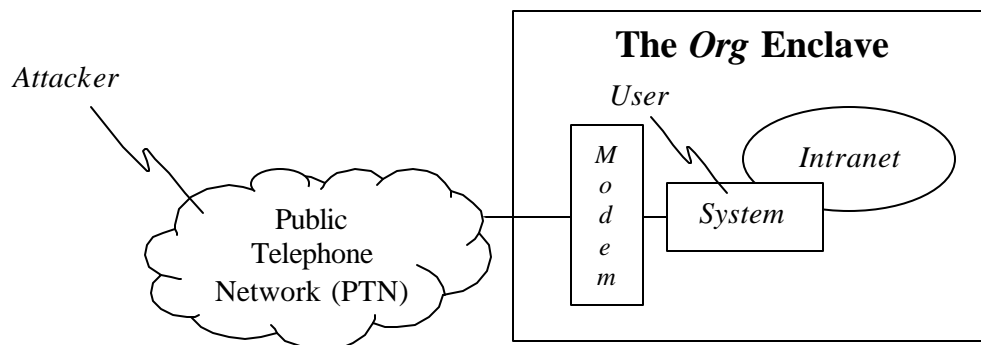 The Org Enclave
Attacker
User
M
o
d
e
m
Intranet
System
Public
Telephone
Network (PTN)